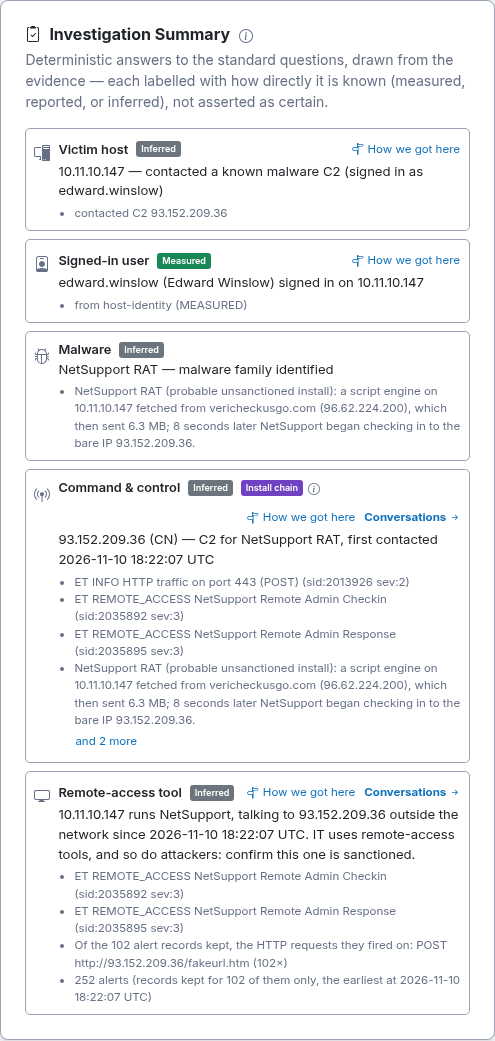 Investigation Summary
Deterministic answers to the standard questions, drawn from the
evidence — each labelled with how directly it is known (measured,
reported, or inferred), not asserted as certain.
Victim host Inferred How we got here
10.11.10.147 — contacted a known malware C2 (signed in as
edward.winslow)
• contacted C2 93.152.209.36
Signed-in user Measured How we got here
edward.winslow (Edward Winslow) signed in on 10.11.10.147
• from host-identity (MEASURED)
Malware Inferred
NetSupport RAT — malware family identified
• NetSupport RAT (probable unsanctioned install): a script engine on
10.11.10.147 fetched from vericheckusgo.com (96.62.224.200), which
then sent 6.3 MB; 8 seconds later NetSupport began checking in to the
bare IP 93.152.209.36.
Command & control Inferred Install chain
How we got here Conversations →
93.152.209.36 (CN) — C2 for NetSupport RAT, first contacted
2026-11-10 18:22:07 UTC
• ET INFO HTTP traffic on port 443 (POST) (sid:2013926 sev:2)
• ET REMOTE_ACCESS NetSupport Remote Admin Checkin
(sid:2035892 sev:3)
• ET REMOTE_ACCESS NetSupport Remote Admin Response
(sid:2035895 sev:3)
• NetSupport RAT (probable unsanctioned install): a script engine on
10.11.10.147 fetched from vericheckusgo.com (96.62.224.200), which
then sent 6.3 MB; 8 seconds later NetSupport began checking in to the
bare IP 93.152.209.36.
and 2 more
Remote-access tool Inferred How we got here Conversations →
10.11.10.147 runs NetSupport, talking to 93.152.209.36 outside the
network since 2026-11-10 18:22:07 UTC. IT uses remote-access
tools, and so do attackers: confirm this one is sanctioned.
• ET REMOTE_ACCESS NetSupport Remote Admin Checkin
(sid:2035892 sev:3)
• ET REMOTE_ACCESS NetSupport Remote Admin Response
(sid:2035895 sev:3)
• Of the 102 alert records kept, the HTTP requests they fired on: POST
http://93.152.209.36/fakeurl.htm (102×)
• 252 alerts (records kept for 102 of them only, the earliest at 2026-11-10
18:22:07 UTC)